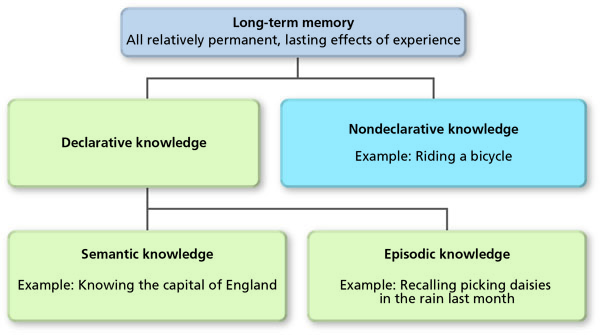 Long-term memory
All relatively permanent, lasting effects of experience
Declarative knowledge
Nondeclarative knowledge
Example: Riding a bicycle
Semantic knowledge
Example: Knowing the capital of England
Episodic knowledge
Example: Recalling picking daisies
in the rain last month